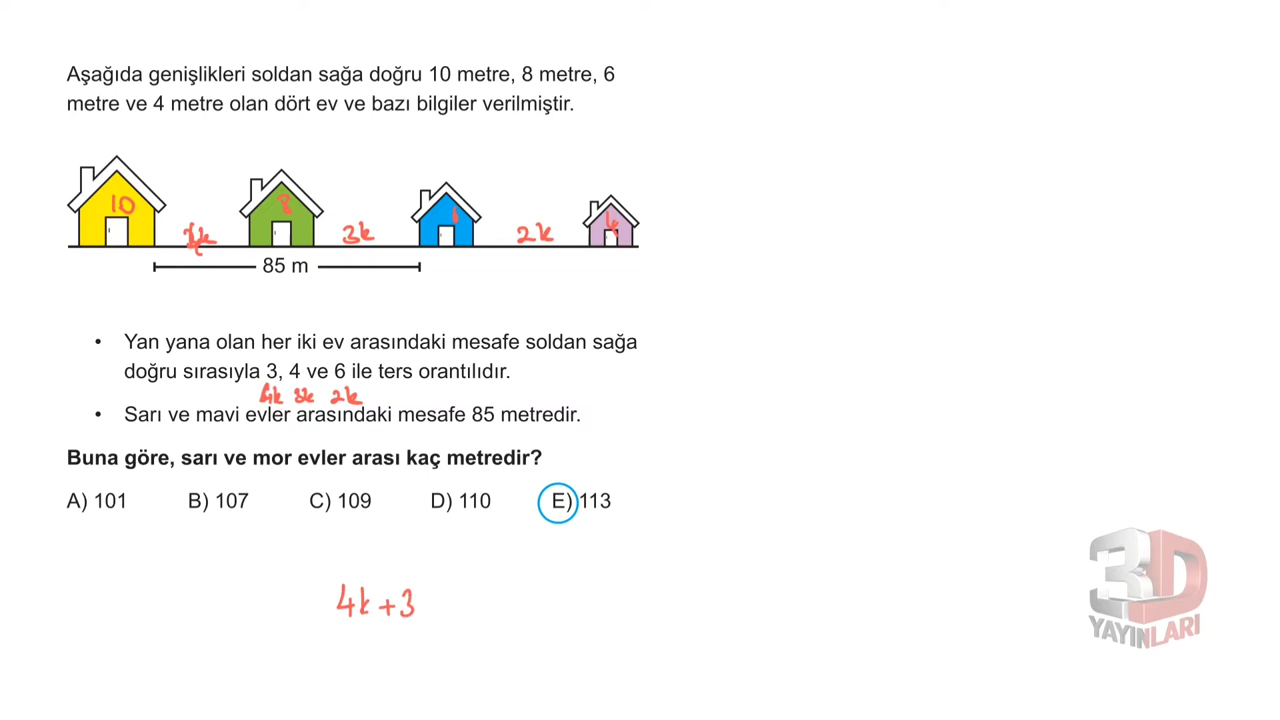 Aşağıda genişlikleri soldan sağa doğru 10 metre, 8 metre, 6
metre ve 4 metre olan dört ev ve bazı bilgiler verilmiştir.
10 8 4
k 3k 2k
85 m
• Yan yana olan her iki ev arasındaki mesafe soldan sağa
doğru sırasıyla 3, 4 ve 6 ile ters orantılıdır.
4k 3k 2k
• Sarı ve mavi evler arasındaki mesafe 85 metredir.
Buna göre, sarı ve mor evler arası kaç metredir?
A) 101 B) 107 C) 109 D) 110 E) 113
4k + 3
3D
YAYINLARI